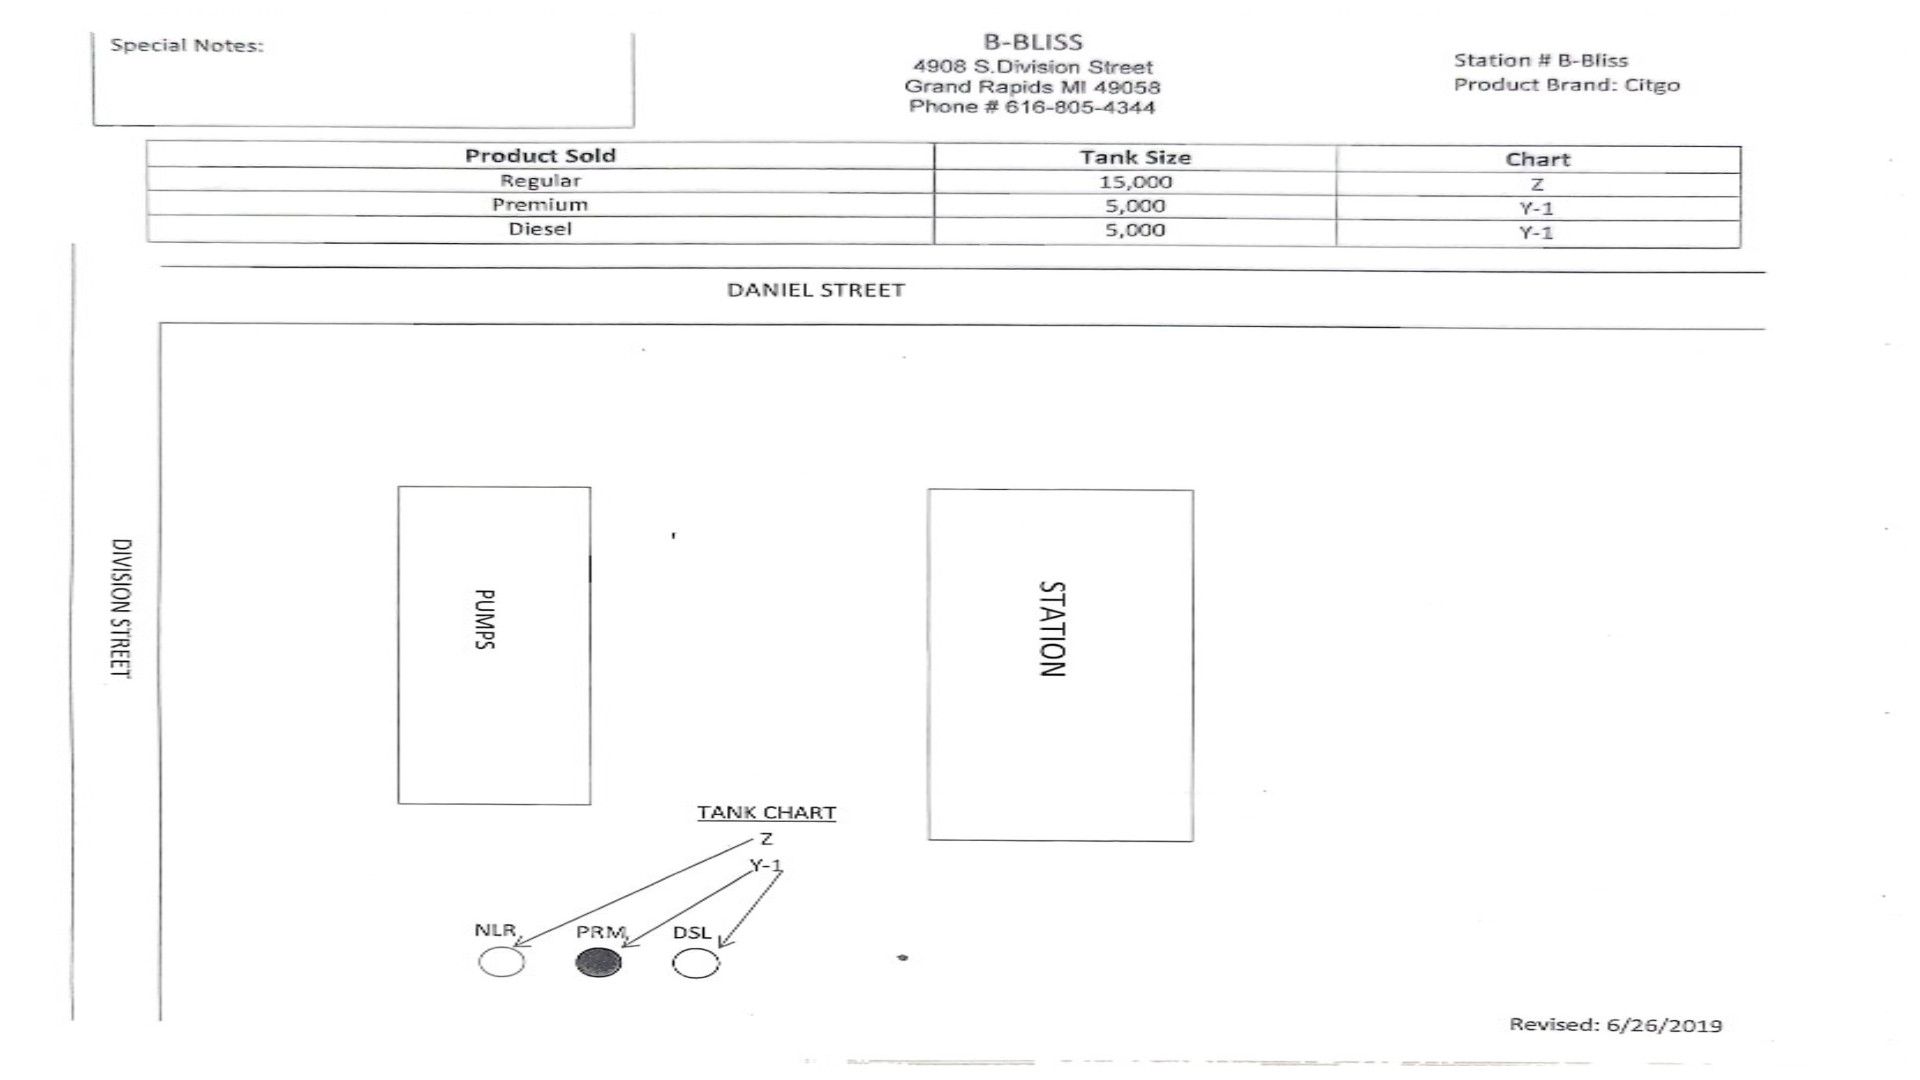 Special Notes:
B-BLISS
4908 S.Division Street
Grand Rapids MI 49058
Phone # 616-805-4344
Station # B-Bliss
Product Brand: Citgo
Product Sold Tank Size Chart
Regular 15,000 Z
Premium 5,000 Y-1
Diesel 5,000 Y-1
DANIEL STREET
DIVISION STREET
PUMPS
STATION
TANK CHART
Z
Y-1
NLR PRM DSL
Revised: 6/26/2019